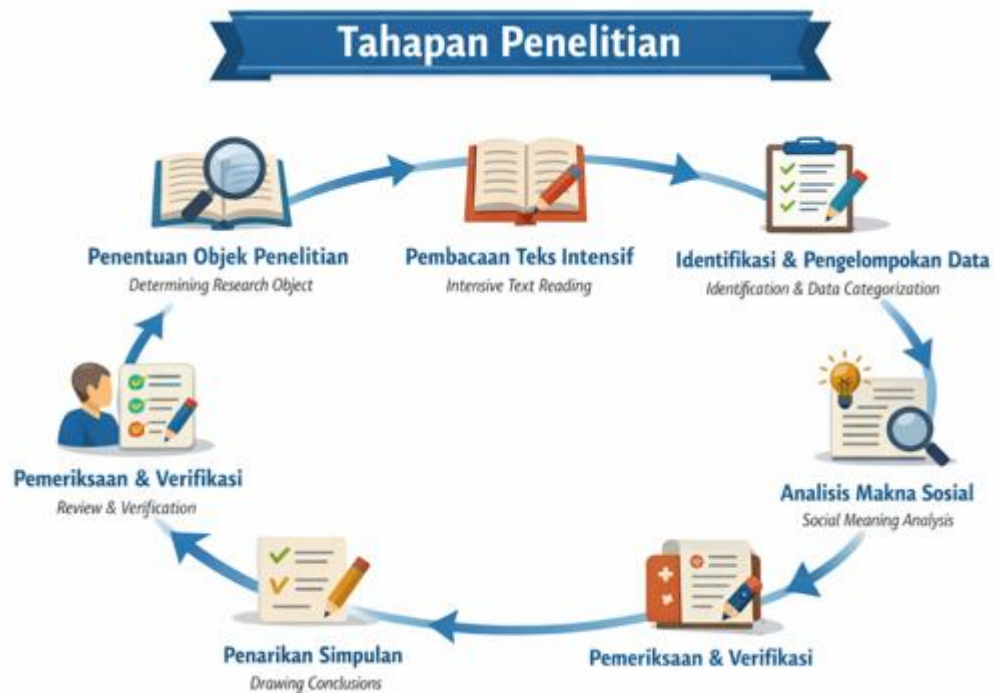 Tahapan Penelitian
Penentuan Objek Penelitian
Determining Research Object
Pembacaan Teks Intensif
Intensive Text Reading
Identifikasi & Pengelompokan Data
Identification & Data Categorization
Analisis Makna Sosial
Social Meaning Analysis
Pemeriksaan & Verifikasi
Penarikan Simpulan
Drawing Conclusions
Pemeriksaan & Verifikasi
Review & Verification